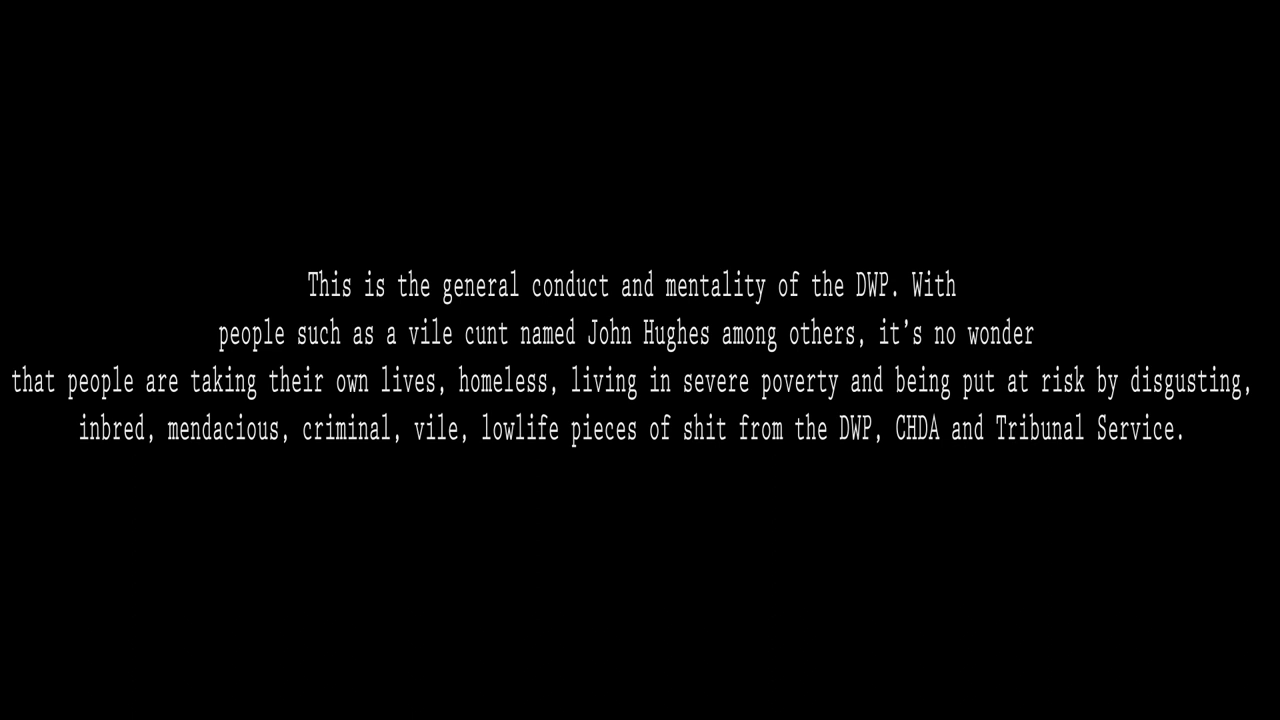 This is the general conduct and mentality of the DWP. With
people such as a vile cunt named John Hughes among others, it’s no wonder
that people are taking their own lives, homeless, living in severe poverty and being put at risk by disgusting,
inbred, mendacious, criminal, vile, lowlife pieces of shit from the DWP, CHDA and Tribunal Service.